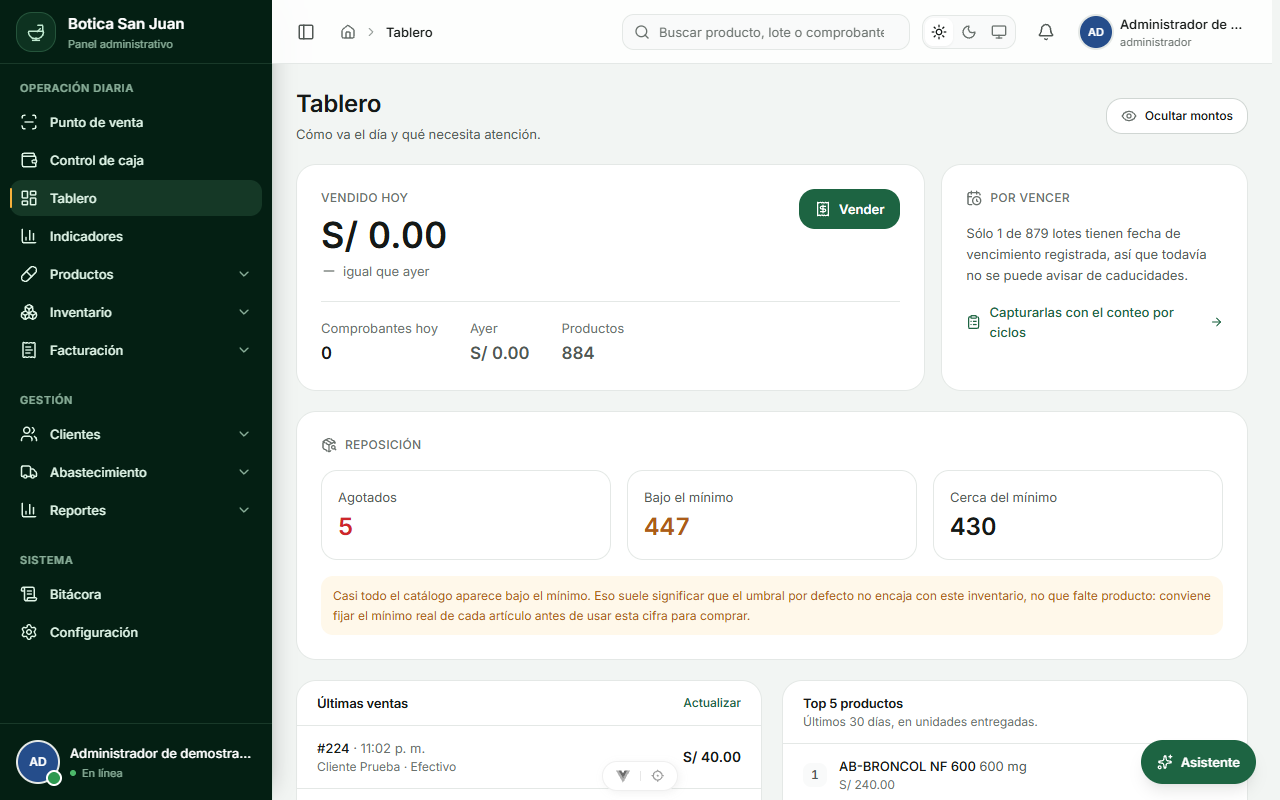 Botica San Juan
Panel administrativo
OPERACIÓN DIARIA
Punto de venta
Control de caja
Tablero
Indicadores
Productos
Inventario
Facturación
GESTIÓN
Clientes
Abastecimiento
Reportes
SISTEMA
Bitácora
Configuración
AD
Administrador de demostra...
En línea
Tablero
Buscar producto, lote o comprobante
AD
Administrador de ...
administrador
Tablero
Cómo va el día y qué necesita atención.
Ocultar montos
VENDIDO HOY
S/ 0.00
— igual que ayer
Vender
Comprobantes hoy
0
Ayer
S/ 0.00
Productos
884
POR VENCER
Sólo 1 de 879 lotes tienen fecha de
vencimiento registrada, así que todavía
no se puede avisar de caducidades.
Capturarlas con el conteo por
ciclos
REPOSICIÓN
Agotados
5
Bajo el mínimo
447
Cerca del mínimo
430
Casi todo el catálogo aparece bajo el mínimo. Eso suele significar que el umbral por defecto no encaja con este inventario, no que falte producto: conviene
fijar el mínimo real de cada artículo antes de usar esta cifra para comprar.
Últimas ventas
Actualizar
#224 · 11:02 p. m.
Cliente Prueba · Efectivo
S/ 40.00
Top 5 productos
Últimos 30 días, en unidades entregadas.
1
AB-BRONCOL NF 600 600 mg
S/ 240.00
Asistente